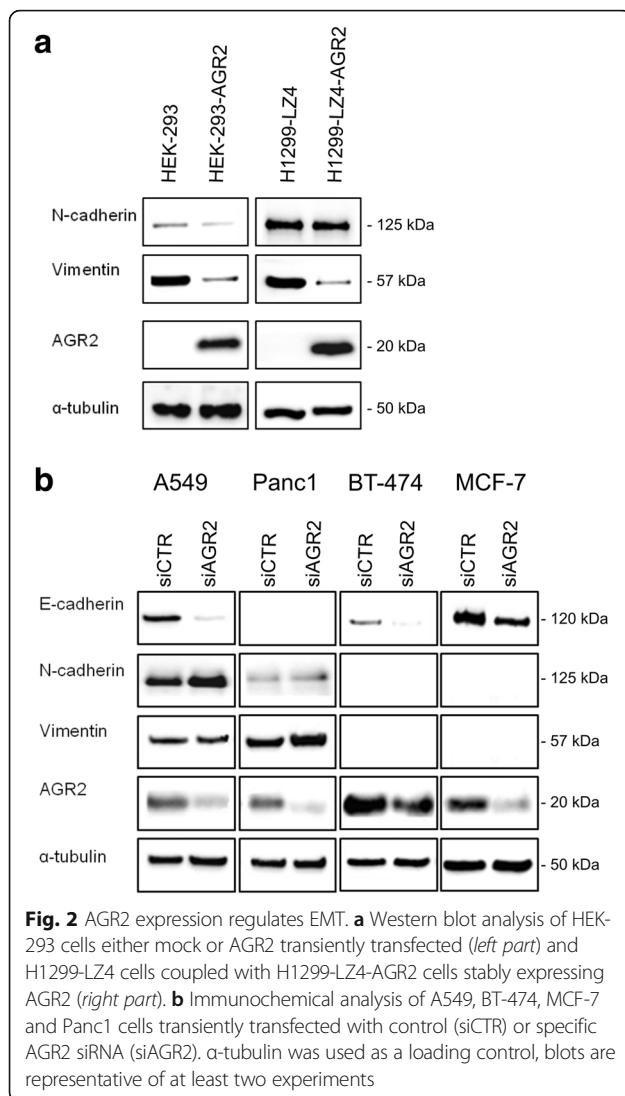 a
HEK-293
HEK-293-AGR2
H1299-LZ4
H1299-LZ4-AGR2
N-cadherin
- 125 kDa
Vimentin
- 57 kDa
AGR2
- 20 kDa
α-tubulin
- 50 kDa
b
A549 Panc1 BT-474 MCF-7
siCTR siAGR2 siCTR siAGR2 siCTR siAGR2 siCTR siAGR2
E-cadherin
- 120 kDa
N-cadherin
- 125 kDa
Vimentin
- 57 kDa
AGR2
- 20 kDa
α-tubulin
- 50 kDa
Fig. 2 AGR2 expression regulates EMT. a Western blot analysis of HEK-
293 cells either mock or AGR2 transiently transfected (left part) and
H1299-LZ4 cells coupled with H1299-LZ4-AGR2 cells stably expressing
AGR2 (right part). b Immunochemical analysis of A549, BT-474, MCF-7
and Panc1 cells transiently transfected with control (siCTR) or specific
AGR2 siRNA (siAGR2). α-tubulin was used as a loading control, blots are
representative of at least two experiments